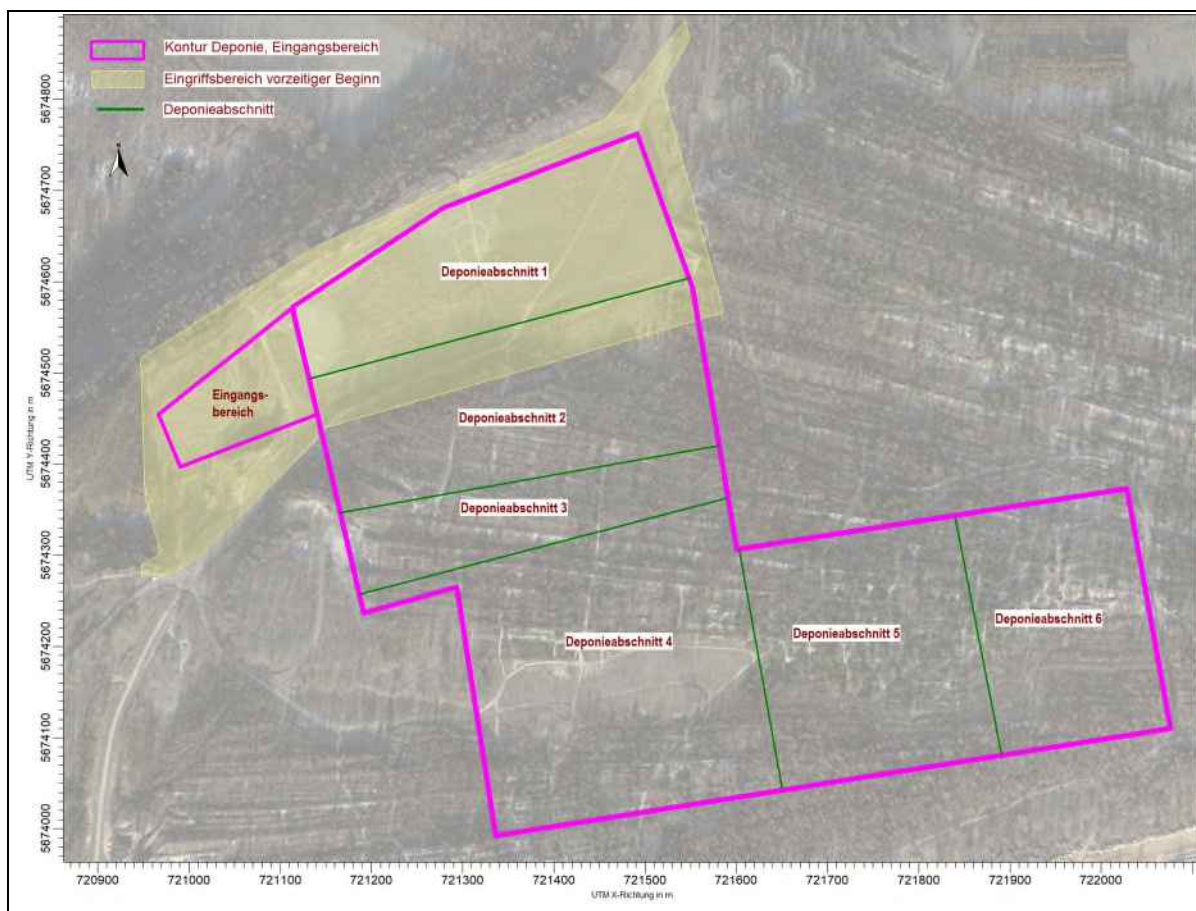 Kontur Deponie, Eingangsbereich
Eingriffsbereich vorzeitiger Beginn
Deponieabschnitt
N
Deponieabschnitt 1
Eingangs-
bereich
Deponieabschnitt 2
Deponieabschnitt 3
Deponieabschnitt 4
Deponieabschnitt 5
Deponieabschnitt 6
UTM Y-Richtung in m
5674800
5674700
5674600
5674500
5674400
5674300
5674200
5674100
5674000
720900
721000
721100
721200
721300
721400
721500
721600
721700
721800
721900
722000
UTM X-Richtung in m